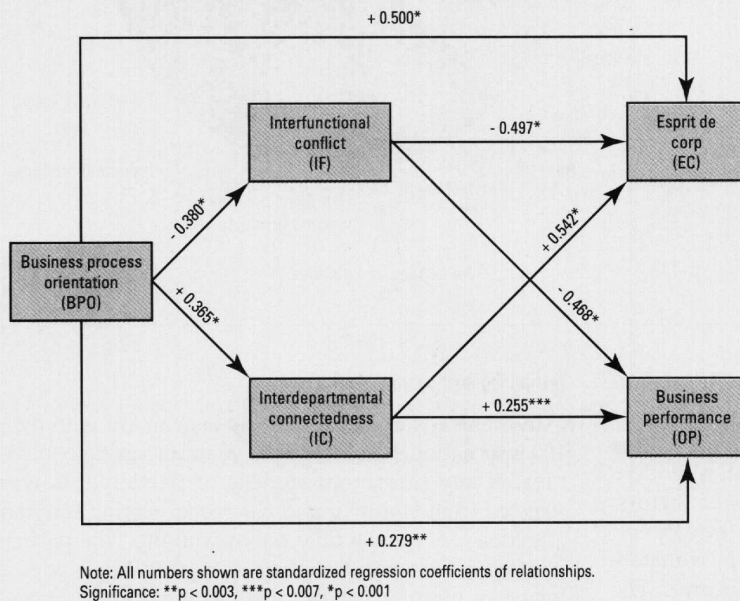 + 0.500*
Interfunctional
conflict
(IF)
- 0.497*
Esprit de
corp
(EC)
- 0.380*
+ 0.542*
Business process
orientation
(BPO)
+ 0.365*
- 0.468*
Interdepartmental
connectedness
(IC)
+ 0.255***
Business
performance
(OP)
+ 0.279**
Note: All numbers shown are standardized regression coefficients of relationships.
Significance: **p < 0.003, ***p < 0.007, *p < 0.001